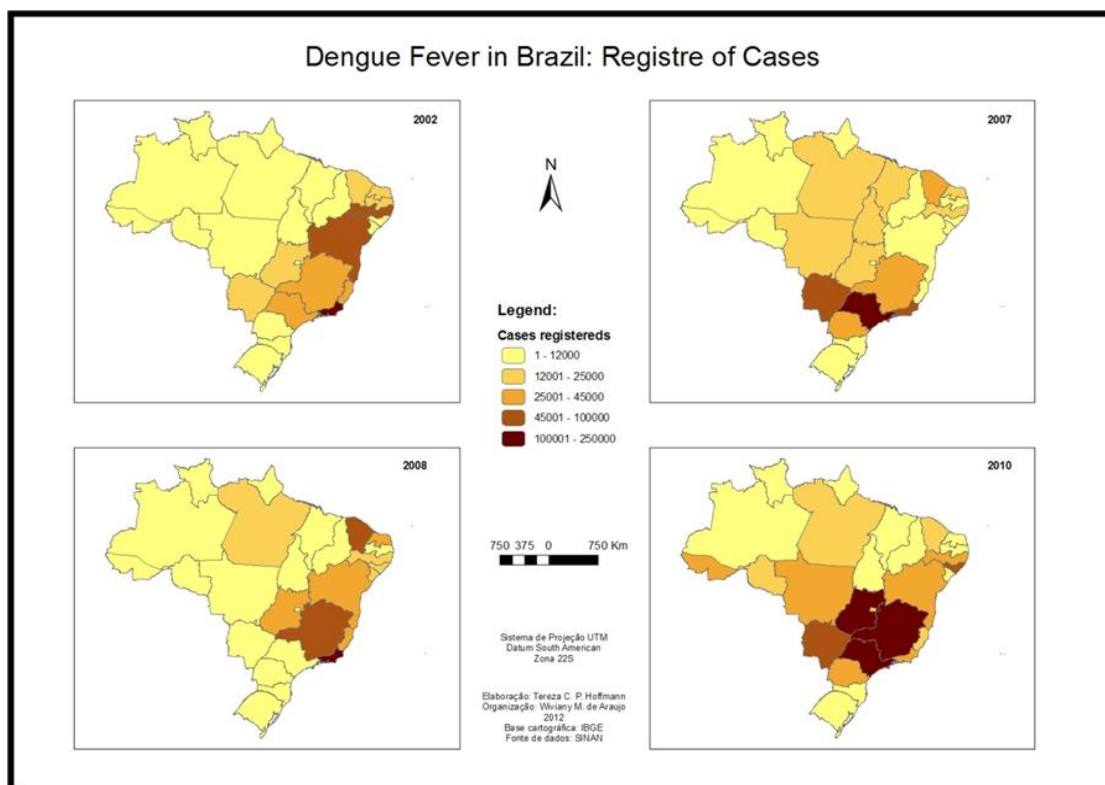 Dengue Fever in Brazil: Registre of Cases
2002
2007
N
Legend:
Cases registereds
1 - 12000
12001 - 25000
25001 - 45000
45001 - 100000
100001 - 250000
2008
2010
750 375 0 750 Km
Sistema de Projeção UTM
Datum South American
Zona 22S
Elaboração: Tereza C. P. Hoffmann
Organização: Wiviany M. de Araujo
2012
Base cartográfica: IBGE
Fonte de dados: SINAN